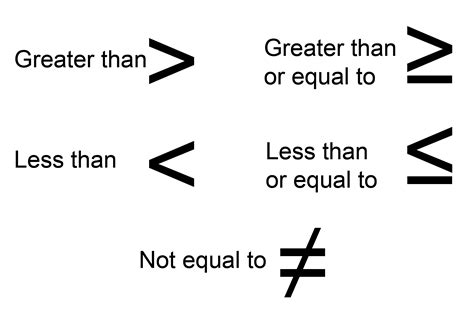 Greater than >
Greater than
or equal to ≥
Less than <
Less than
or equal to ≤
Not equal to ≠